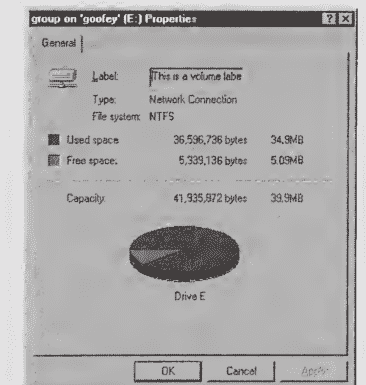 group on 'goofey' (E:) Properties
General
Label: This is a volume labe
Type: Network Connection
File system: NTFS
Used space 36,596,736 bytes 34.9MB
Free space: 5,339,136 bytes 5.09MB
Capacity: 41,935,872 bytes 39.9MB
Drive E
OK Cancel Apply